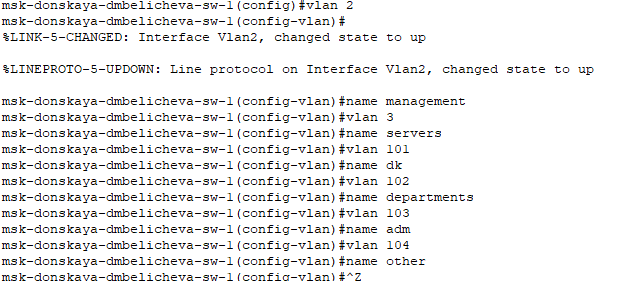 msk-donskaya-dmbelicheva-sw-1(config)#vlan 2
msk-donskaya-dmbelicheva-sw-1(config-vlan)#
%LINK-5-CHANGED: Interface Vlan2, changed state to up
%LINEPROTO-5-UPDOWN: Line protocol on Interface Vlan2, changed state to up
msk-donskaya-dmbelicheva-sw-1(config-vlan)#name management
msk-donskaya-dmbelicheva-sw-1(config-vlan)#vlan 3
msk-donskaya-dmbelicheva-sw-1(config-vlan)#name servers
msk-donskaya-dmbelicheva-sw-1(config-vlan)#vlan 101
msk-donskaya-dmbelicheva-sw-1(config-vlan)#name dk
msk-donskaya-dmbelicheva-sw-1(config-vlan)#vlan 102
msk-donskaya-dmbelicheva-sw-1(config-vlan)#name departments
msk-donskaya-dmbelicheva-sw-1(config-vlan)#vlan 103
msk-donskaya-dmbelicheva-sw-1(config-vlan)#name adm
msk-donskaya-dmbelicheva-sw-1(config-vlan)#vlan 104
msk-donskaya-dmbelicheva-sw-1(config-vlan)#name other
msk-donskaya-dmbelicheva-sw-1(config-vlan)#^Z